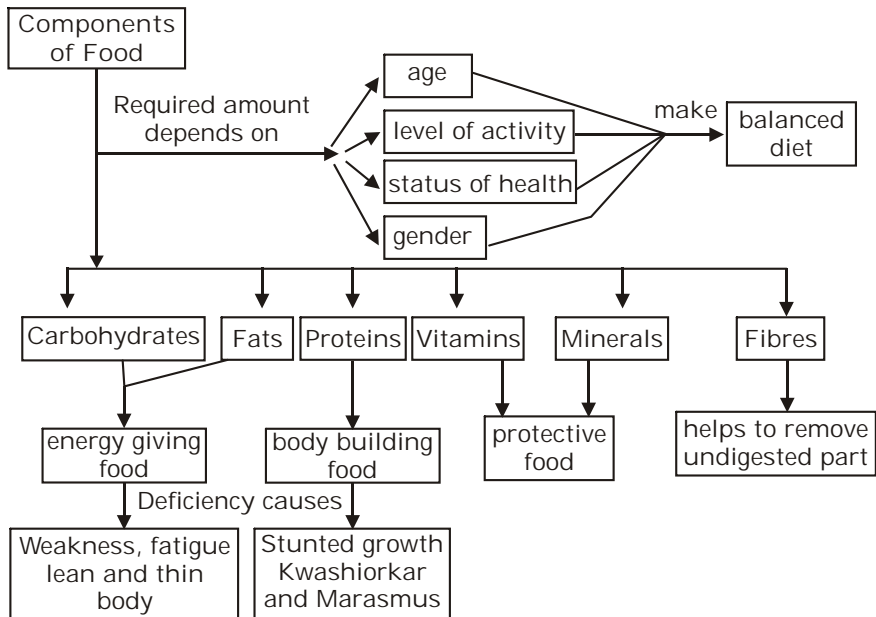 Components
of Food
Required amount
depends on
age
level of activity
status of health
gender
make
balanced
diet
Carbohydrates
Fats
Proteins
Vitamins
Minerals
Fibres
energy giving
food
body building
food
protective
food
helps to remove
undigested part
Deficiency causes
Weakness, fatigue
lean and thin
body
Stunted growth
Kwashiorkar
and Marasmus